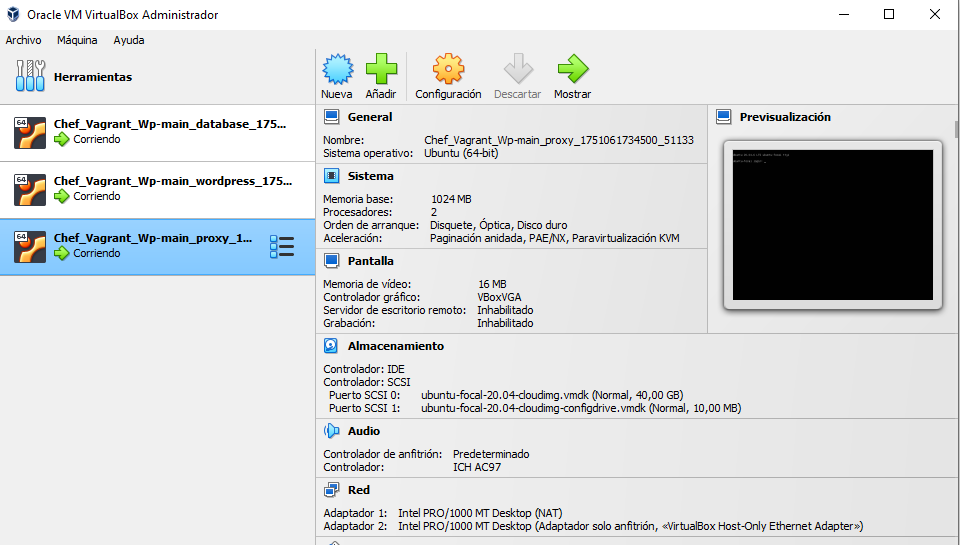 Oracle VM VirtualBox Administrador
Archivo Máquina Ayuda
Herramientas
64
Chef_Vagrant_Wp-main_database_175...
Corriendo
64
Chef_Vagrant_Wp-main_wordpress_175...
Corriendo
64
Chef_Vagrant_Wp-main_proxy_1...
Corriendo
Nueva Añadir Configuración Descartar Mostrar
General
Nombre: Chef_Vagrant_Wp-main_proxy_1751061734500_51133
Sistema operativo: Ubuntu (64-bit)
Sistema
Memoria base: 1024 MB
Procesadores: 2
Orden de arranque: Disquete, Óptica, Disco duro
Aceleración: Paginación anidada, PAE/NX, Paravirtualización KVM
Pantalla
Memoria de vídeo: 16 MB
Controlador gráfico: VBoxVGA
Servidor de escritorio remoto: Inhabilitado
Grabación: Inhabilitado
Previsualización
Almacenamiento
Controlador: IDE
Controlador: SCSI
Puerto SCSI 0: ubuntu-focal-20.04-cloudimg.vmdk (Normal, 40,00 GB)
Puerto SCSI 1: ubuntu-focal-20.04-cloudimg-configdrive.vmdk (Normal, 10,00 MB)
Audio
Controlador de anfitrión: Predeterminado
Controlador: ICH AC97
Red
Adaptador 1: Intel PRO/1000 MT Desktop (NAT)
Adaptador 2: Intel PRO/1000 MT Desktop (Adaptador solo anfitrión, «VirtualBox Host-Only Ethernet Adapter»)